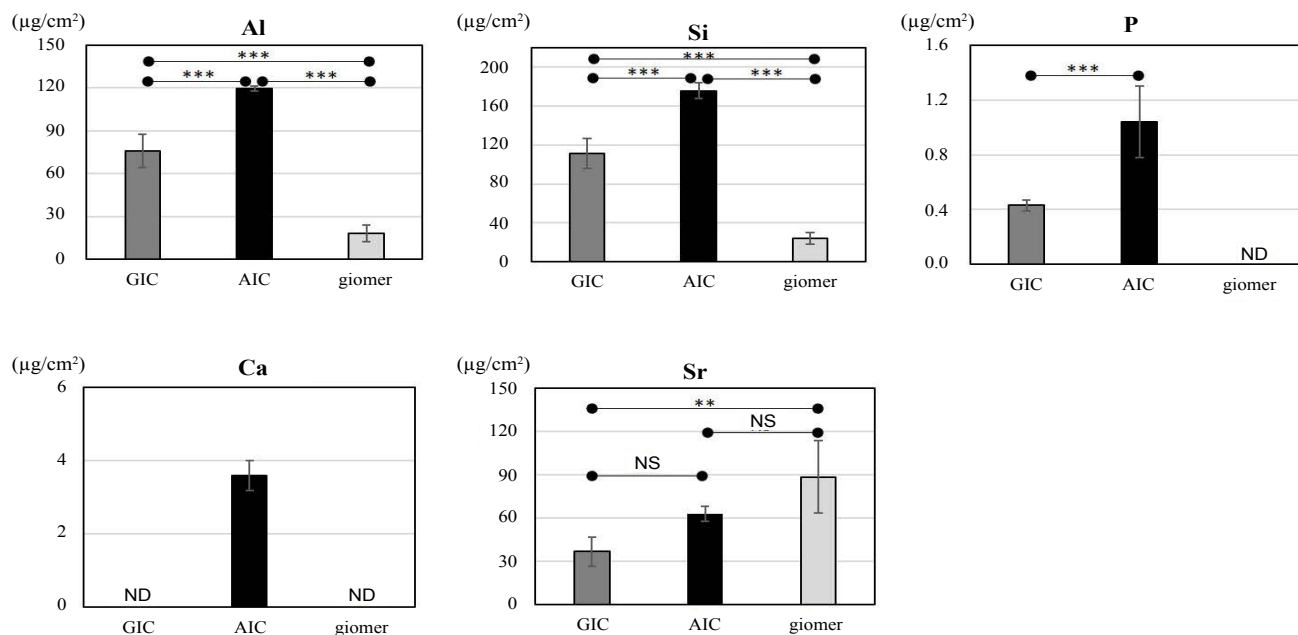 (µg/cm²)
Al
150
120
90
60
30
0
***
***
***
GIC
AIC
giomer
(µg/cm²)
Si
200
160
120
80
40
0
***
***
***
GIC
AIC
giomer
(µg/cm²)
P
1.6
1.2
0.8
0.4
0.0
***
ND
GIC
AIC
giomer
(µg/cm²)
Ca
6
4
2
0
ND
ND
GIC
AIC
giomer
(µg/cm²)
Sr
150
120
90
60
30
0
**
NS
NS
GIC
AIC
giomer